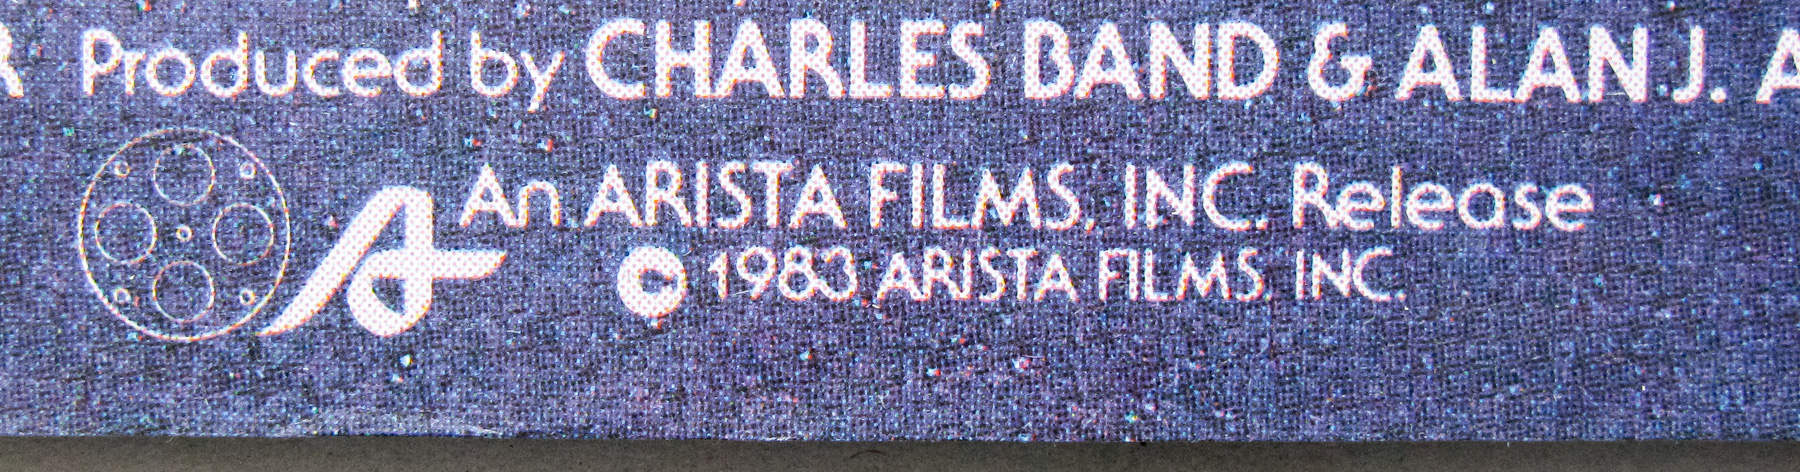 R Produced by CHARLES BAND & ALAN J. A
An ARISTA FILMS, INC. Release
© 1983 ARISTA FILMS. INC.